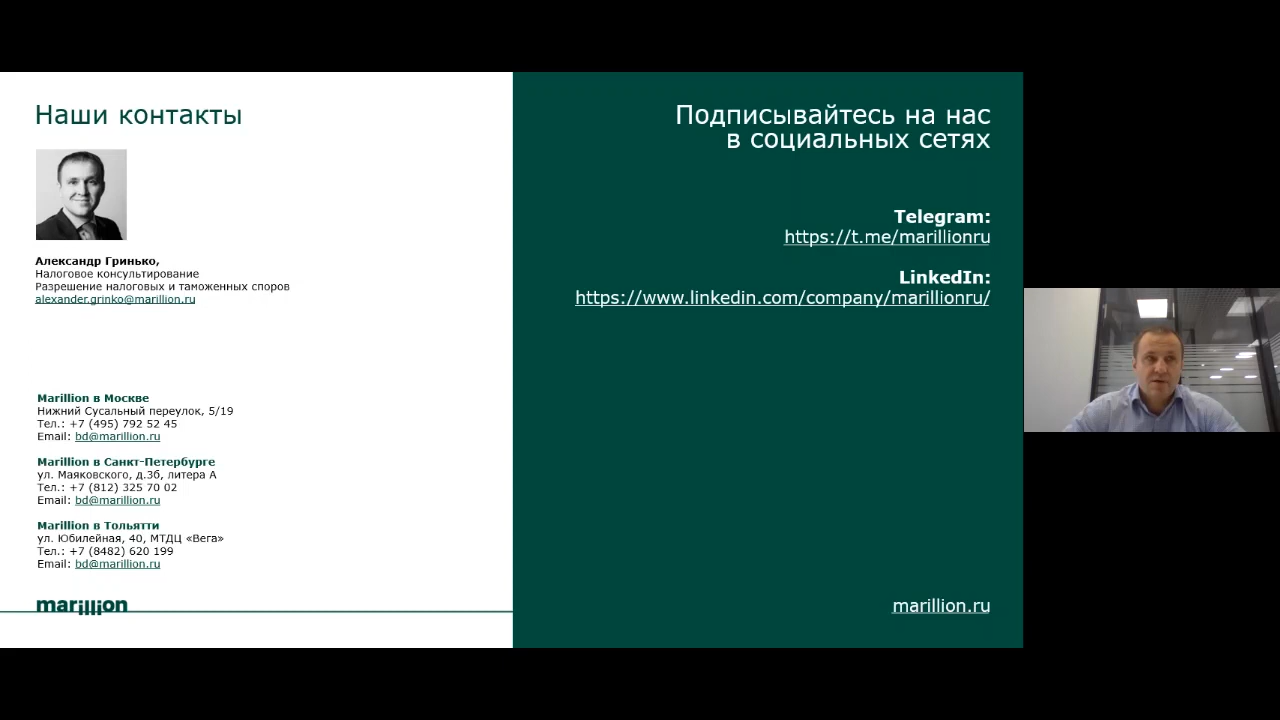 Наши контакты
Александр Гринько,
Налоговое консультирование
Разрешение налоговых и таможенных споров
alexander.grinko@marillion.ru
Marillion в Москве
Нижний Сусальный переулок, 5/19
Тел.: +7 (495) 792 52 45
Email: bd@marillion.ru
Marillion в Санкт-Петербурге
ул. Маяковского, д.3б, литера А
Тел.: +7 (812) 325 70 02
Email: bd@marillion.ru
Marillion в Тольятти
ул. Юбилейная, 40, МТДЦ «Вега»
Тел.: +7 (8482) 620 199
Email: bd@marillion.ru
marillion
Подписывайтесь на нас
в социальных сетях
Telegram:
https://t.me/marillionru
LinkedIn:
https://www.linkedin.com/company/marillionru/
marillion.ru